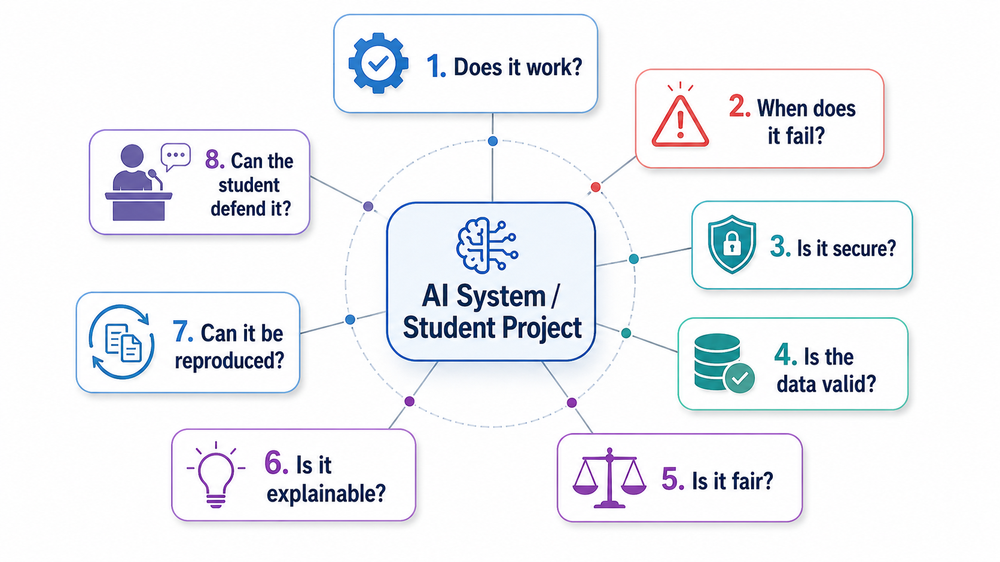 1. Does it work?
2. When does
it fail?
3. Is it secure?
4. Is the
data valid?
5. Is it fair?
6. Is it
explainable?
7. Can it be
reproduced?
8. Can the
student
defend it?
AI System /
Student Project